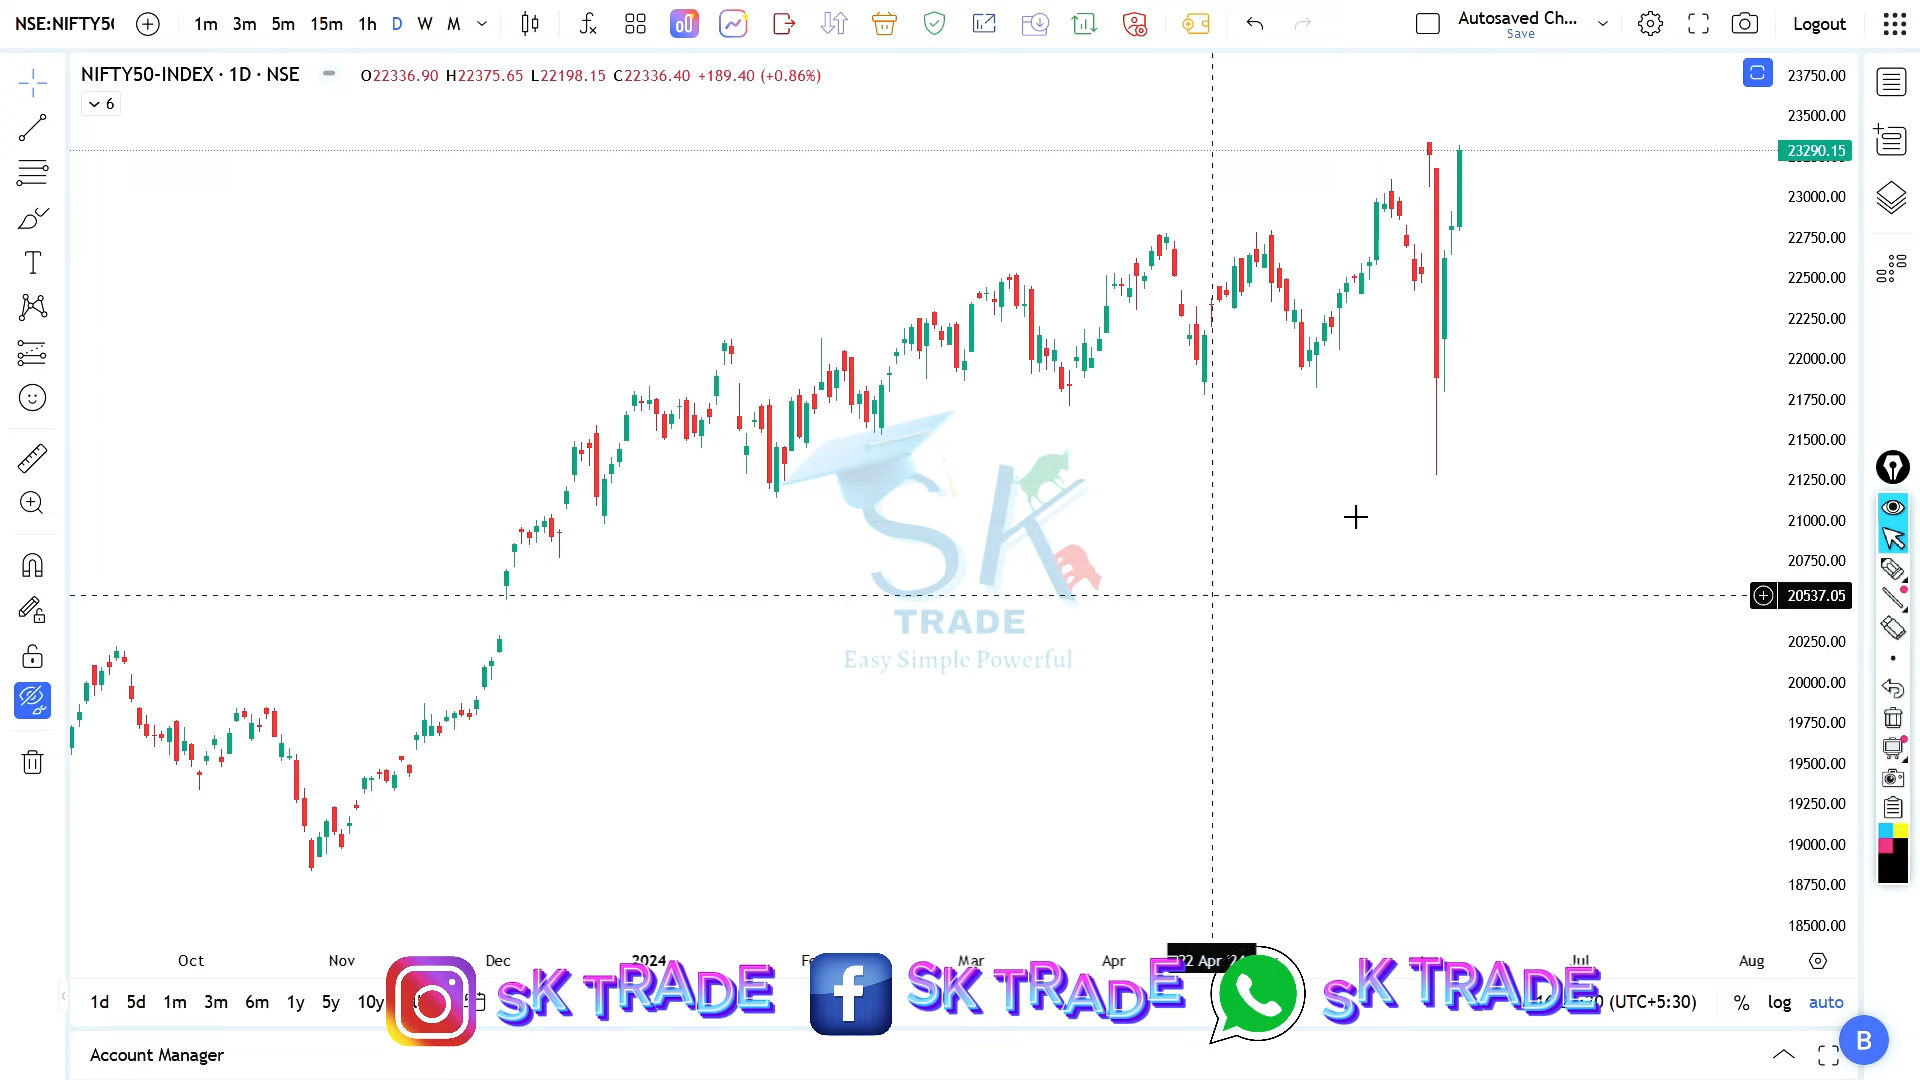 NSE:NIFTY50
1m 3m 5m 15m 1h D W M
Autosaved Ch...
Save
Logout
NIFTY50-INDEX · 1D · NSE
O22336.90 H22375.65 L22198.15 C22336.40 +189.40 (+0.86%)
6
23750.00
23500.00
23290.15
23000.00
22750.00
22500.00
22250.00
22000.00
21750.00
21500.00
21250.00
21000.00
20750.00
20537.05
20250.00
20000.00
19750.00
19500.00
19250.00
19000.00
18750.00
18500.00
SK
TRADE
Easy Simple Powerful
Oct Nov Dec 2024 Mar Apr 22 Apr '24 Jul Aug
1d 5d 1m 3m 6m 1y 5y 10y
(UTC+5:30) % log auto
SK TRADE SK TRADE SK TRADE
Account Manager
B